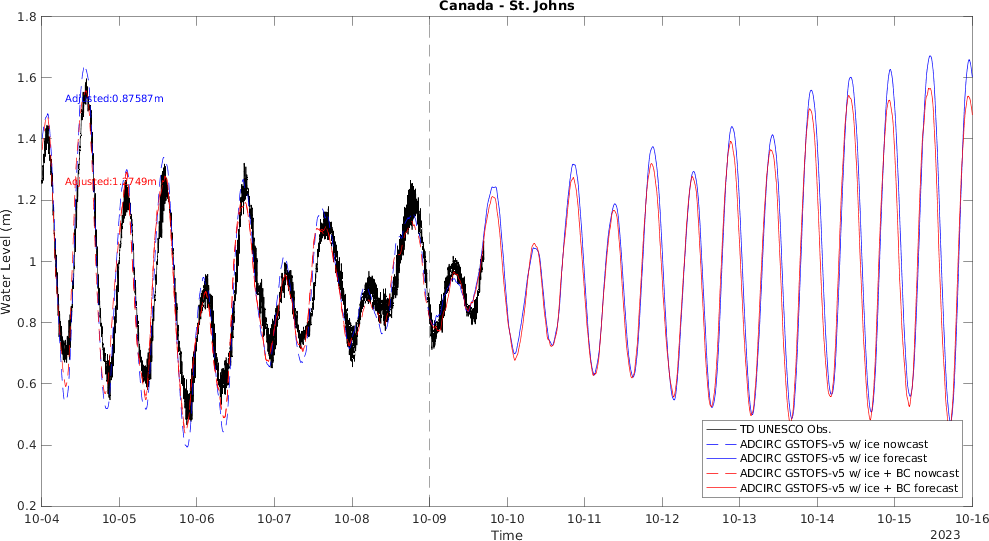 Canada - St. Johns
1.8
1.6
1.4
1.2
1
0.8
0.6
0.4
0.2
Water Level (m)
Adjusted:0.87587m
TD UNESCO Obs.
ADCIRC GSTOFS-v5 w/ ice nowcast
ADCIRC GSTOFS-v5 w/ ice forecast
ADCIRC GSTOFS-v5 w/ ice + BC nowcast
ADCIRC GSTOFS-v5 w/ ice + BC forecast
10-04 10-05 10-06 10-07 10-08 10-09 10-10 10-11 10-12 10-13 10-14 10-15 10-16
Time
2023